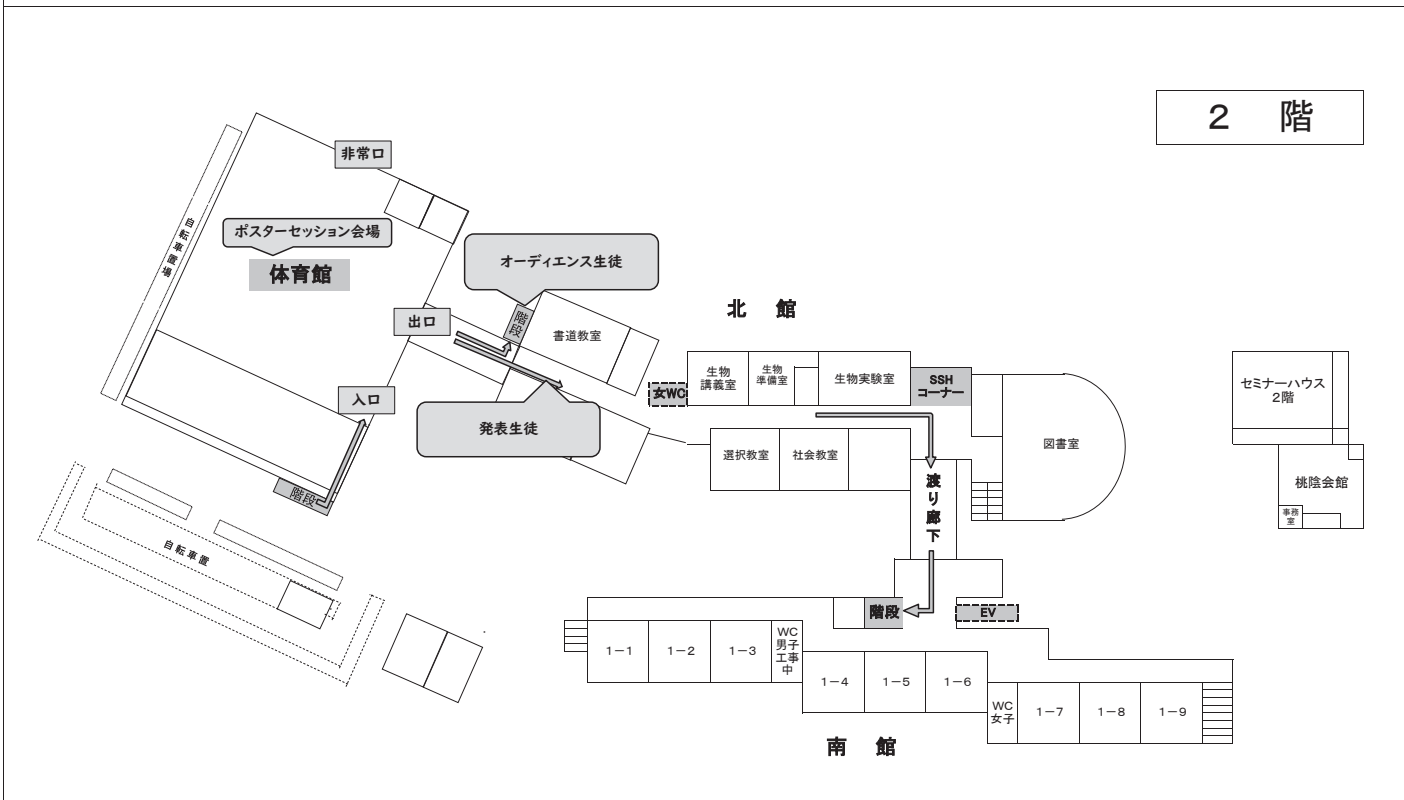 ２　階
非常口
自転車置場
ポスターセッション会場
体育館
オーディエンス生徒
出口
階段
書道教室
入口
発表生徒
階段
自転車置
北　館
女WC
生物
講義室
生物
準備室
生物実験室
SSH
コーナー
選択教室
社会教室
図書室
渡り廊下
セミナーハウス
２階
桃陰会館
事務
室
階段
EV
１－１
１－２
１－３
WC
男子
工事
中
１－４
１－５
１－６
WC
女子
１－７
１－８
１－９
南　館